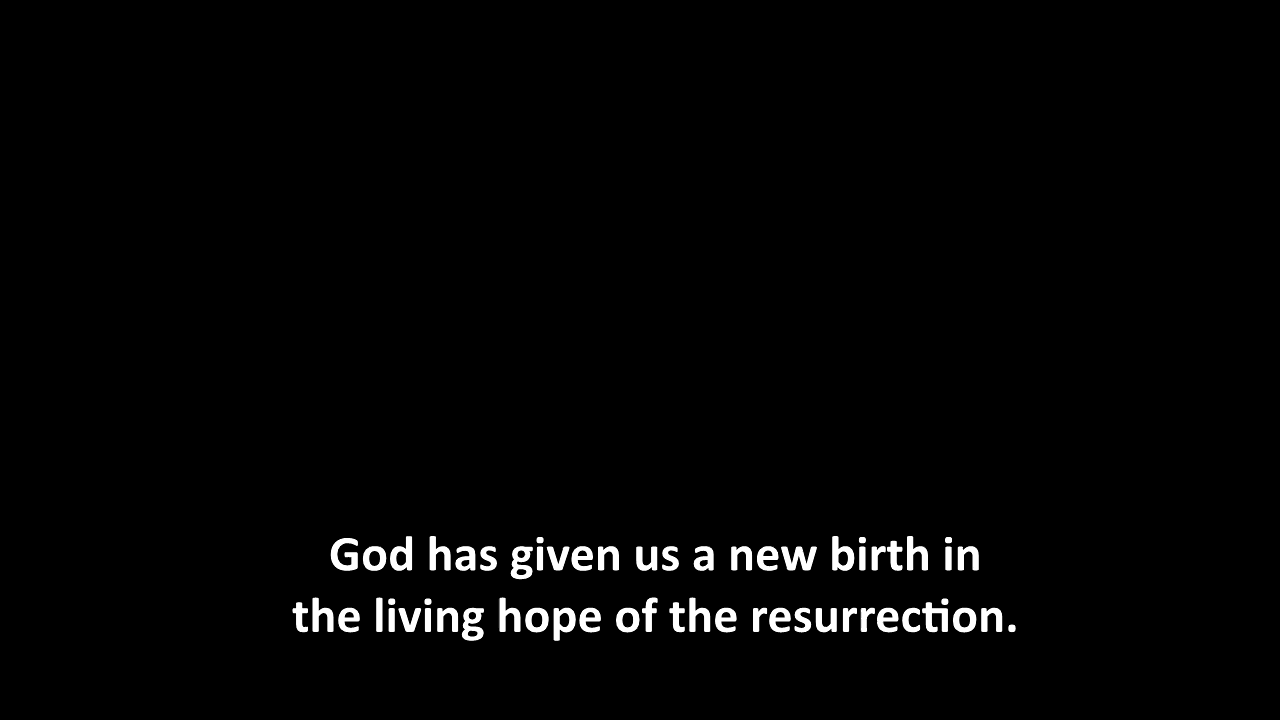 God has given us a new birth in
the living hope of the resurrection.